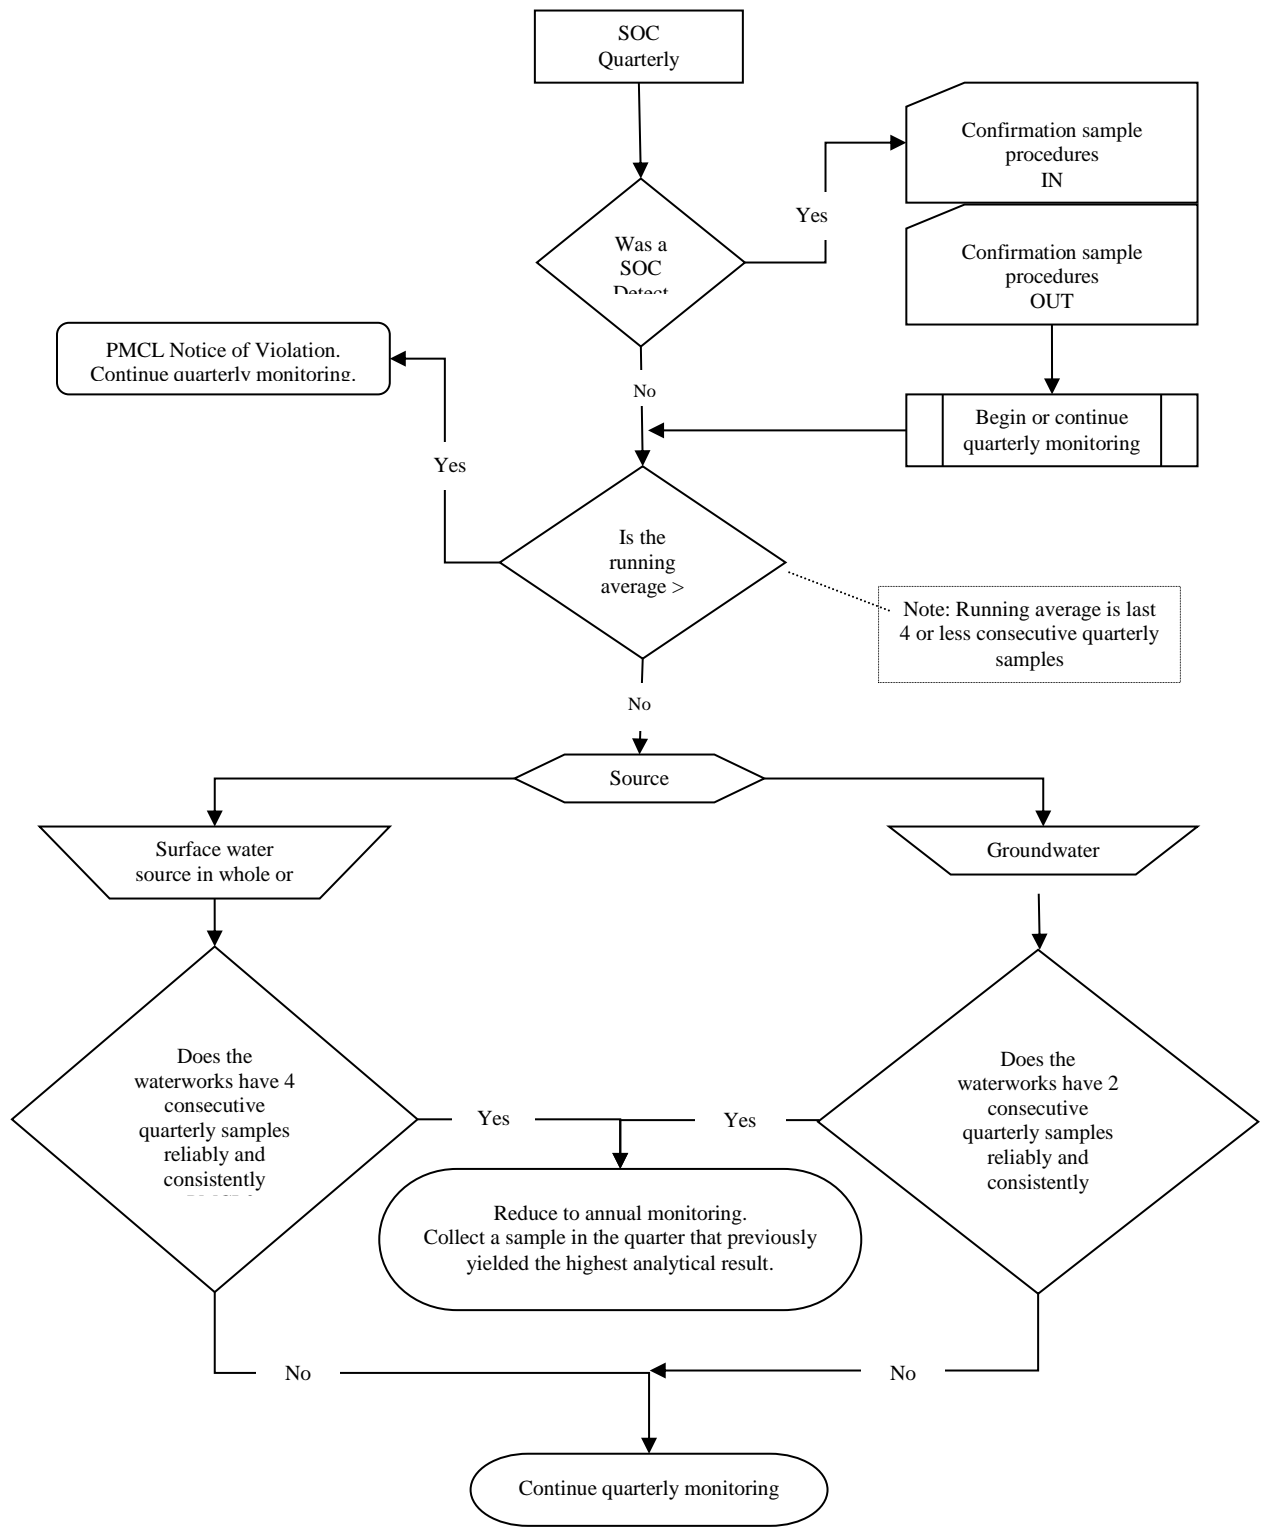 SOC
Quarterly
Confirmation sample
procedures
IN
Yes
Was a
SOC
Detect
Confirmation sample
procedures
OUT
PMCL Notice of Violation.
Continue quarterly monitoring.
No
Begin or continue
quarterly monitoring
Yes
Is the
running
average >
Note: Running average is last
4 or less consecutive quarterly
samples
No
Source
Surface water
source in whole or
Groundwater
Does the
waterworks have 4
consecutive
quarterly samples
reliably and
consistently
Yes
Yes
Does the
waterworks have 2
consecutive
quarterly samples
reliably and
consistently
Reduce to annual monitoring.
Collect a sample in the quarter that previously
yielded the highest analytical result.
No
No
Continue quarterly monitoring